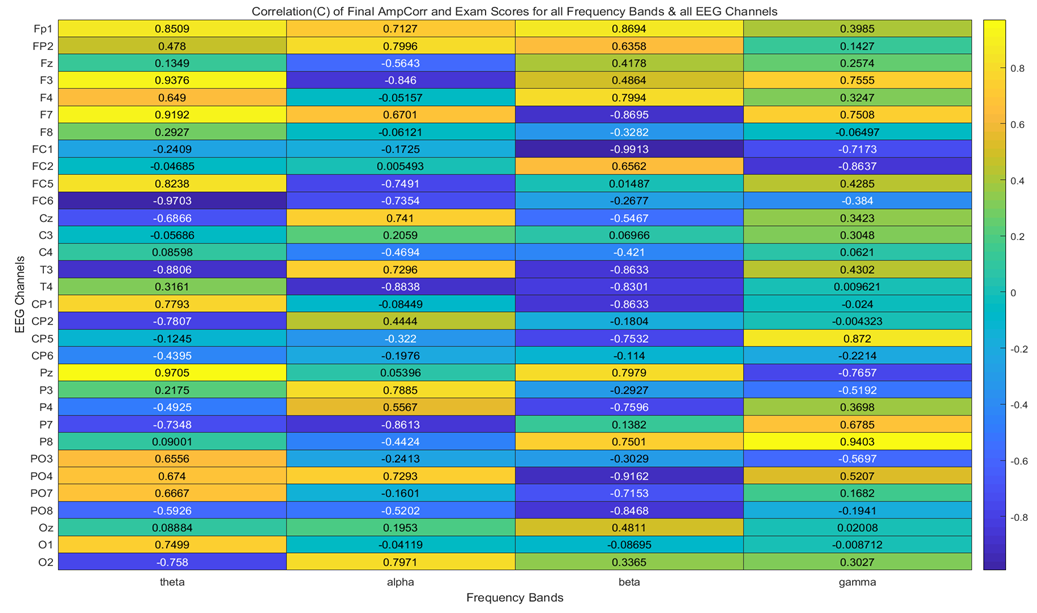 Correlation(C) of Final AmpCorr and Exam Scores for all Frequency Bands & all EEG Channels
Fp1 0.8509 0.7127 0.8694 0.3985
FP2 0.478 0.7996 0.6358 0.1427
Fz 0.1349 -0.5643 0.4178 0.2574
F3 0.9376 -0.846 0.4864 0.7555
F4 0.649 -0.05157 0.7994 0.3247
F7 0.9192 0.6701 -0.8695 0.7508
F8 0.2927 -0.06121 -0.3282 -0.06497
FC1 -0.2409 -0.1725 -0.9913 -0.7173
FC2 -0.04685 0.005493 0.6562 -0.8637
FC5 0.8238 -0.7491 0.01487 0.4285
FC6 -0.9703 -0.7354 -0.2677 -0.384
Cz -0.6866 0.741 -0.5467 0.3423
C3 -0.05686 0.2059 0.06966 0.3048
C4 0.08598 -0.4694 -0.421 0.0621
T3 -0.8806 0.7296 -0.8633 0.4302
T4 0.3161 -0.8838 -0.8301 0.009621
CP1 0.7793 -0.08449 -0.8633 -0.024
CP2 -0.7807 0.4444 -0.1804 -0.004323
CP5 -0.1245 -0.322 -0.7532 0.872
CP6 -0.4395 -0.1976 -0.114 -0.2214
Pz 0.9705 0.05396 0.7979 -0.7657
P3 0.2175 0.7885 -0.2927 -0.5192
P4 -0.4925 0.5567 -0.7596 0.3698
P7 -0.7348 -0.8613 0.1382 0.6785
P8 0.09001 -0.4424 0.7501 0.9403
PO3 0.6556 -0.2413 -0.3029 -0.5697
PO4 0.674 0.7293 -0.9162 0.5207
PO7 0.6667 -0.1601 -0.7153 0.1682
PO8 -0.5926 -0.5202 -0.8468 -0.1941
Oz 0.08884 0.1953 0.4811 0.02008
O1 0.7499 -0.04119 -0.08695 -0.008712
O2 -0.758 0.7971 0.3365 0.3027
theta alpha beta gamma
Frequency Bands
EEG Channels
0.8
0.6
0.4
0.2
0
-0.2
-0.4
-0.6
-0.8